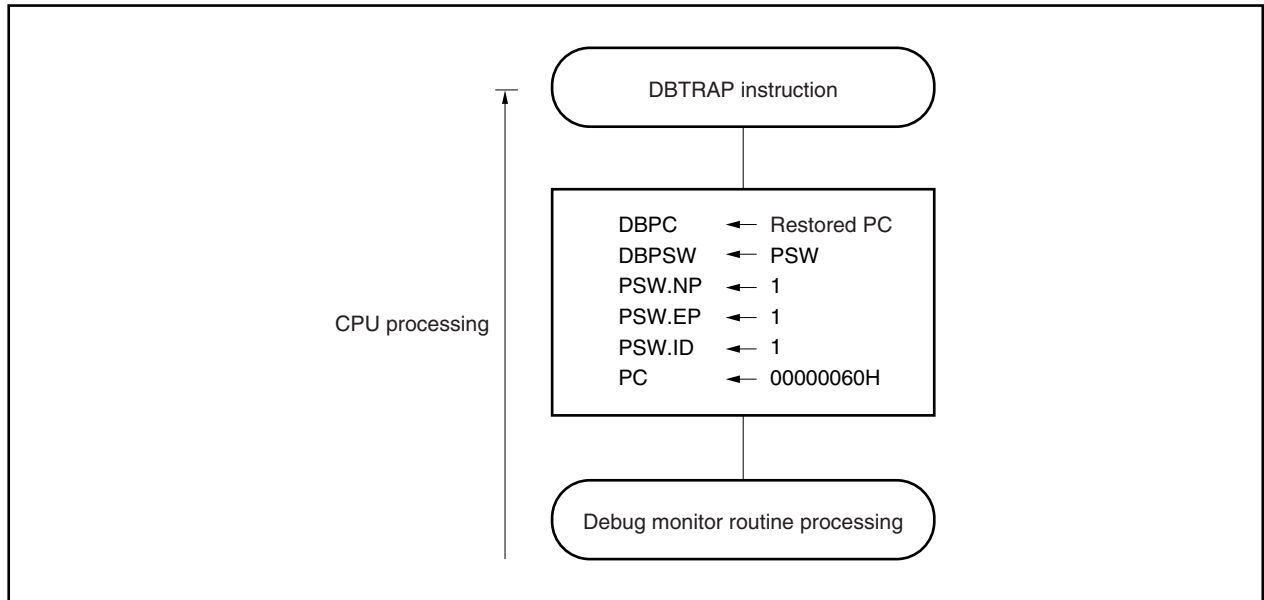 DBTRAP instruction
DBPC ← Restored PC
DBPSW ← PSW
PSW.NP ← 1
PSW.EP ← 1
PSW.ID ← 1
PC ← 00000060H
CPU processing
Debug monitor routine processing